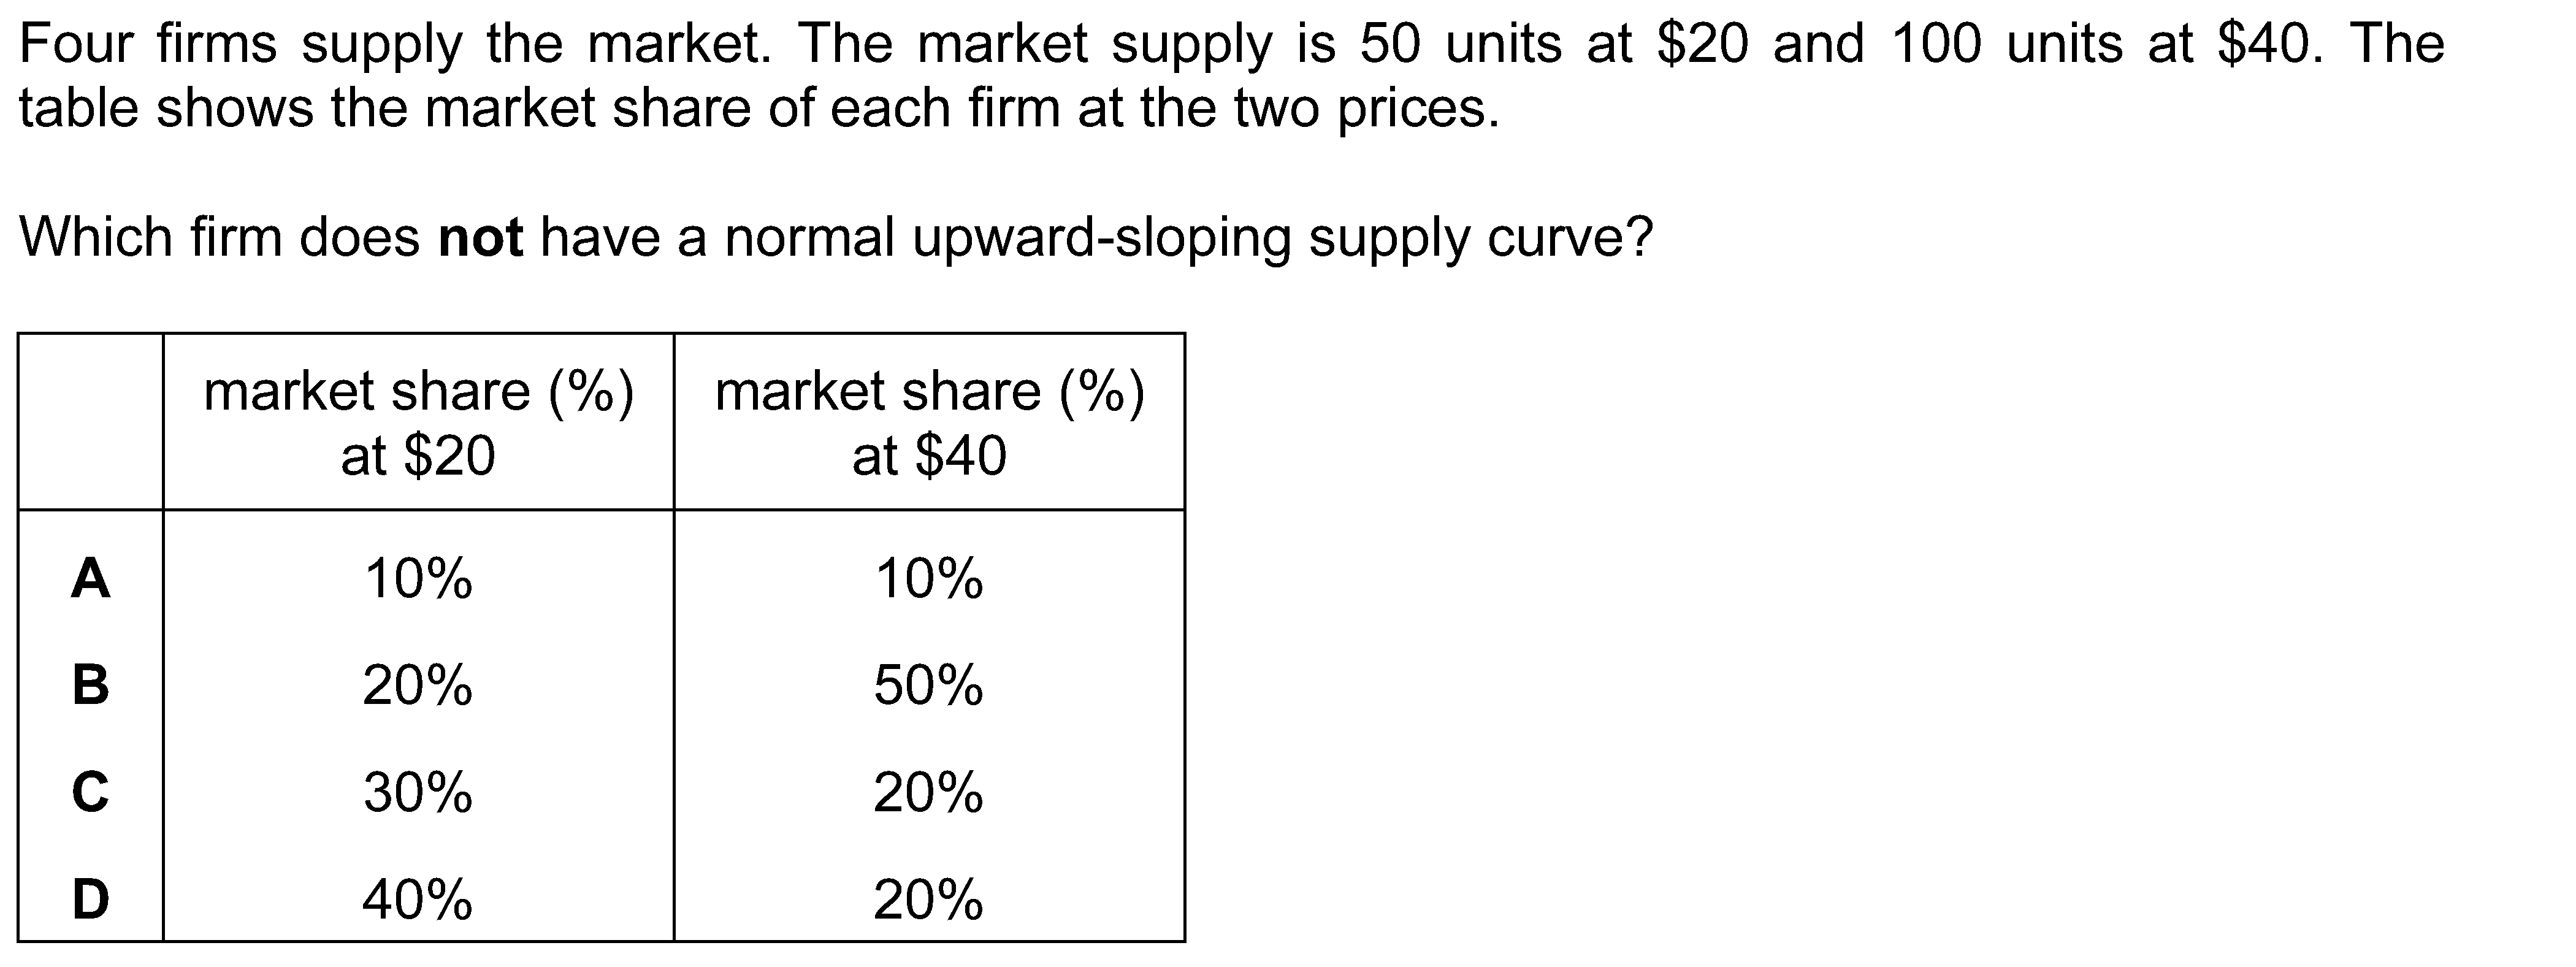 Four firms supply the market. The market supply is 50 units at $20 and 100 units at $40. The
table shows the market share of each firm at the two prices.
Which firm does not have a normal upward-sloping supply curve?
market share (%) market share (%)
at $20 at $40
A 10% 10%
B 20% 50%
C 30% 20%
D 40% 20%